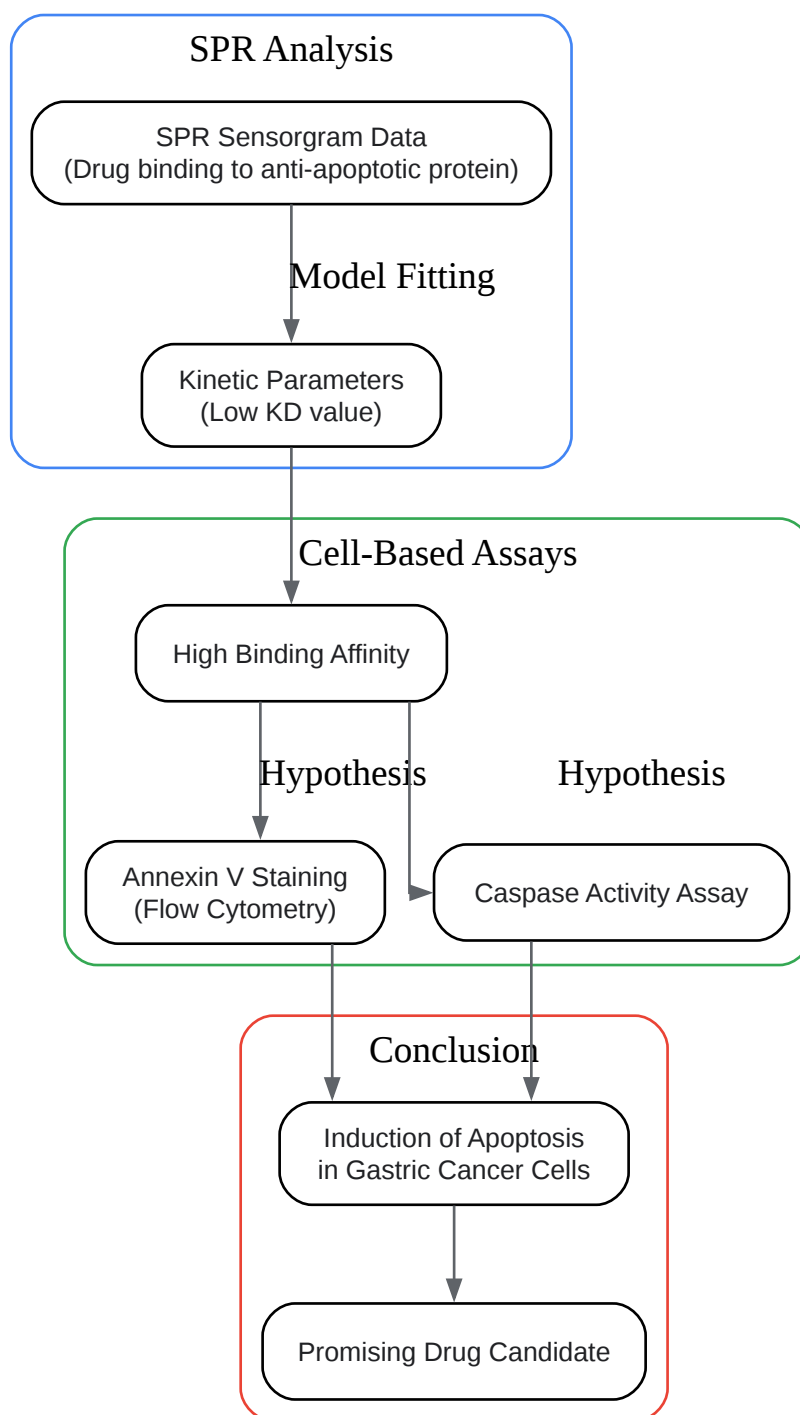 SPR Analysis
SPR Sensorgram Data
(Drug binding to anti-apoptotic protein)
Model Fitting
Kinetic Parameters
(Low KD value)
Cell-Based Assays
High Binding Affinity
Hypothesis
Hypothesis
Annexin V Staining
(Flow Cytometry)
Caspase Activity Assay
Conclusion
Induction of Apoptosis
in Gastric Cancer Cells
Promising Drug Candidate